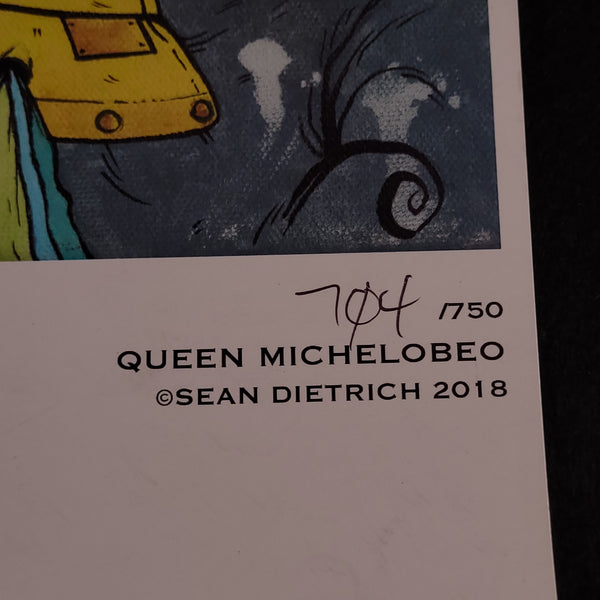 704 /750
QUEEN MICHELOBEO
©SEAN DIETRICH 2018